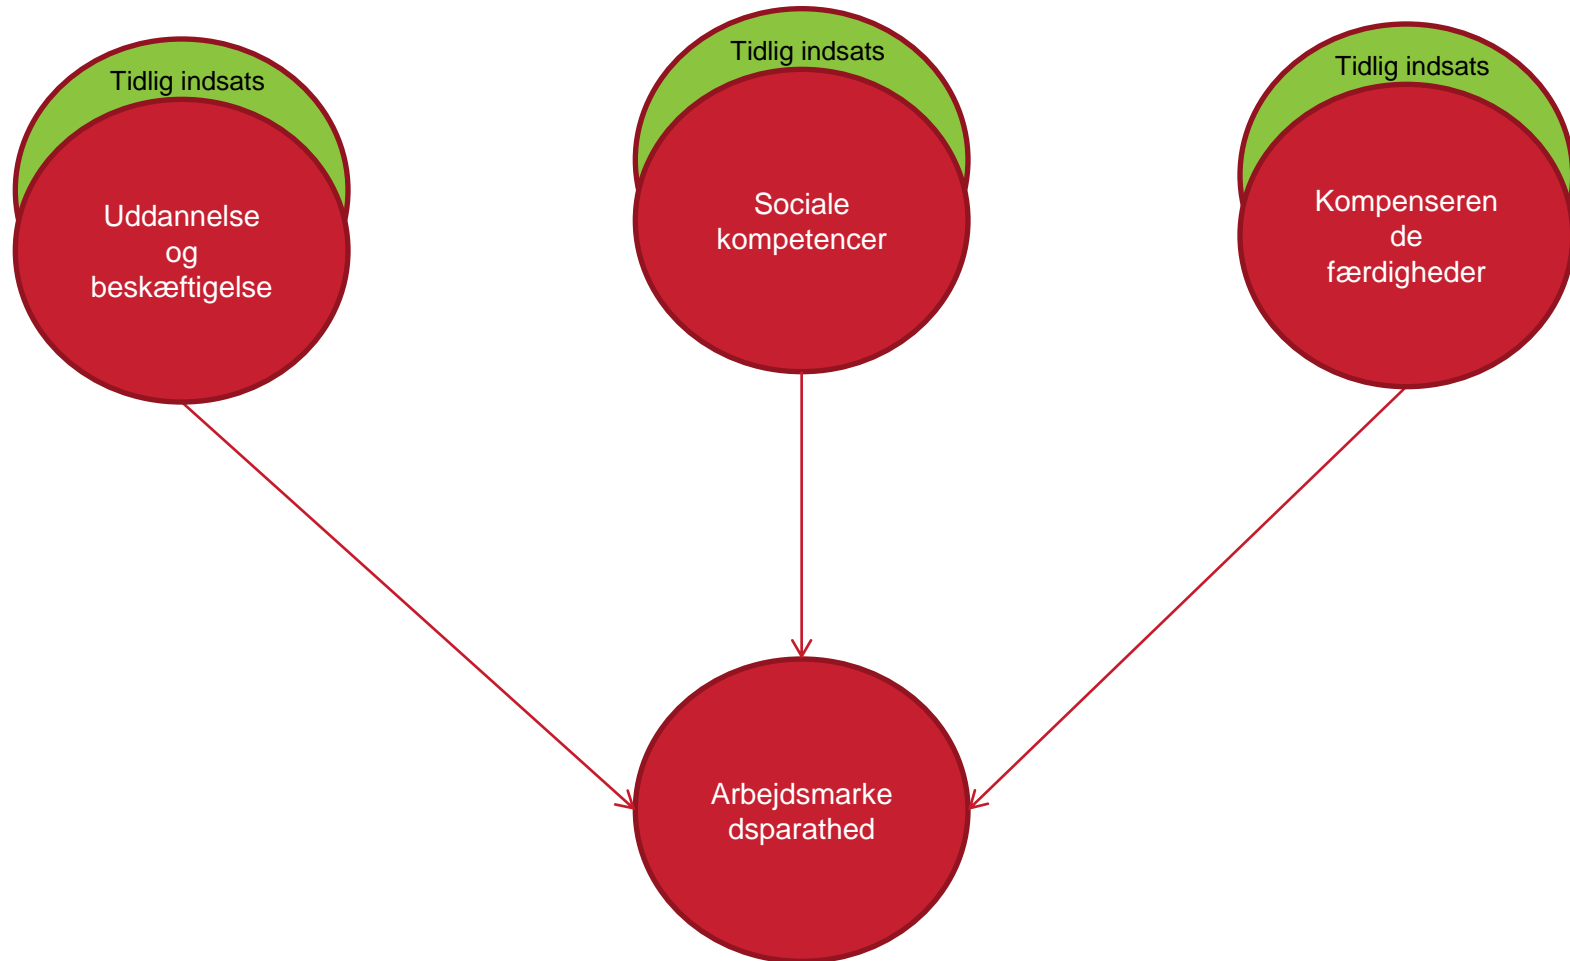 Tidlig indsats
Uddannelse
og
beskæftigelse
Tidlig indsats
Sociale
kompetencer
Tidlig indsats
Kompenseren
de
færdigheder
Arbejdsmarke
dsparathed